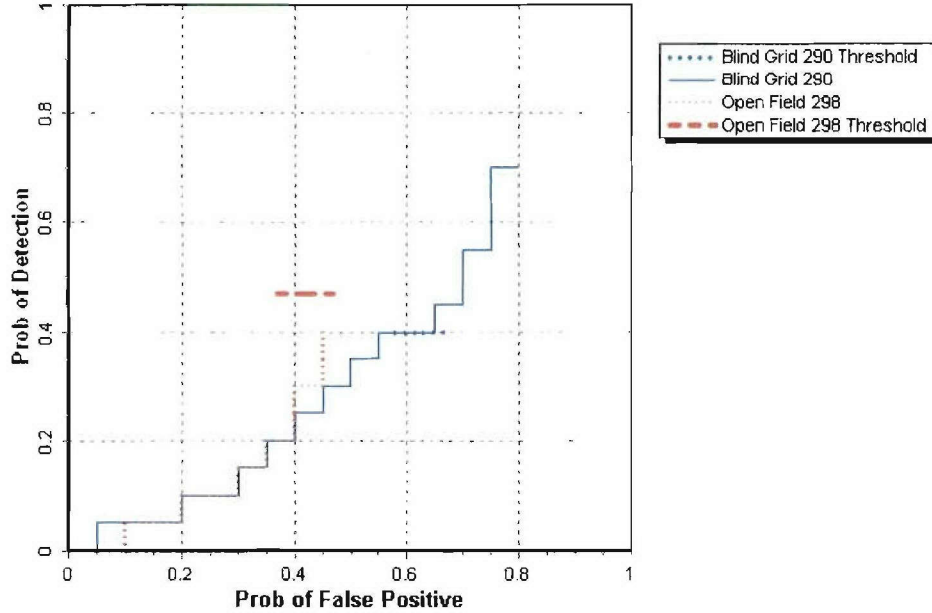 1
0.8
0.6
0.4
0.2
0
Prob of Detection
0
0.2
0.4
0.6
0.8
1
Prob of False Positive
Blind Grid 290 Threshold
Blind Grid 290
Open Field 298
Open Field 298 Threshold